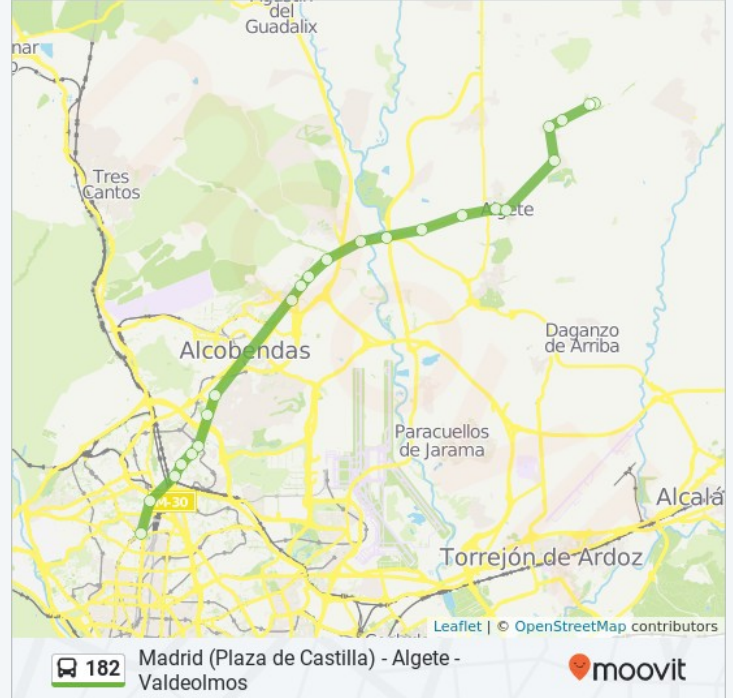 del
Guadalix
nar
Tres
Cantos
Algete
Daganzo
de Arriba
Alcobendas
Paracuellos
de Jarama
Alcalá
M-30
Torrejón de Ardoz
Leaflet | © OpenStreetMap contributors
182
Madrid (Plaza de Castilla) - Algete -
Valdeolmos
moovit